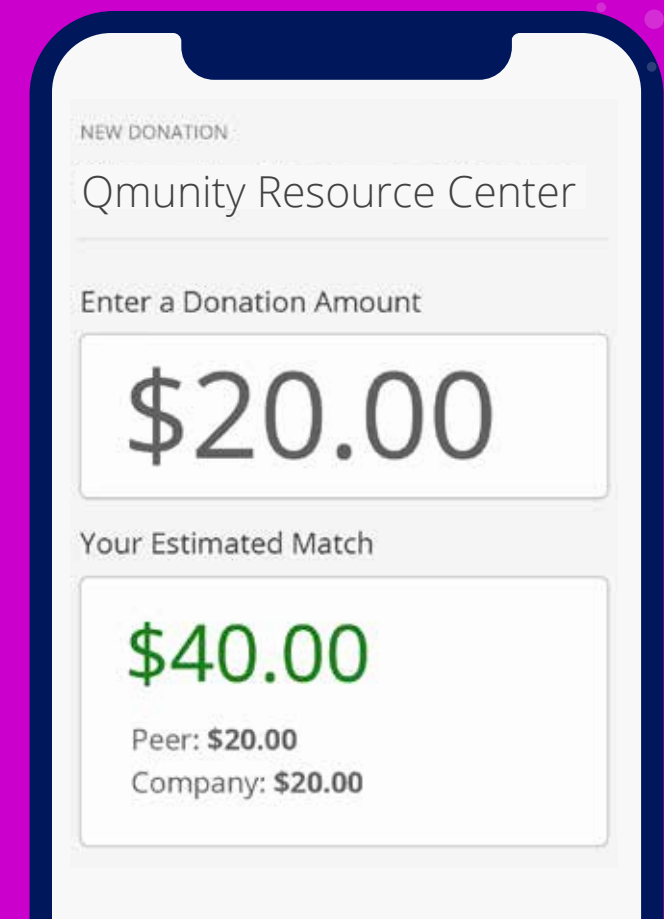 NEW DONATION
Qmunity Resource Center
Enter a Donation Amount
$20.00
Your Estimated Match
$40.00
Peer: $20.00
Company: $20.00